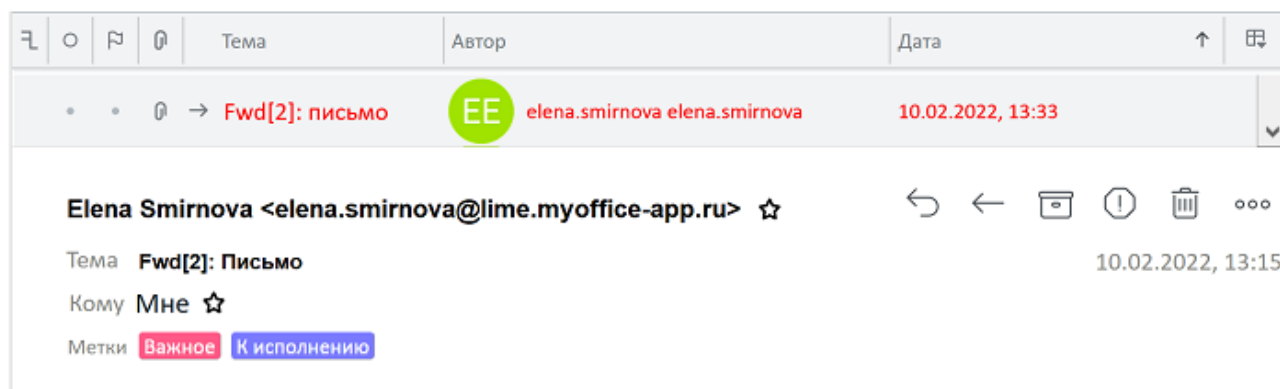 Тема Автор Дата
Fwd[2]: письмо EE elena.smirnova elena.smirnova 10.02.2022, 13:33
Elena Smirnova <elena.smirnova@lime.myoffice-app.ru>
Тема Fwd[2]: Письмо 10.02.2022, 13:15
Кому Мне
Метки Важное К исполнению